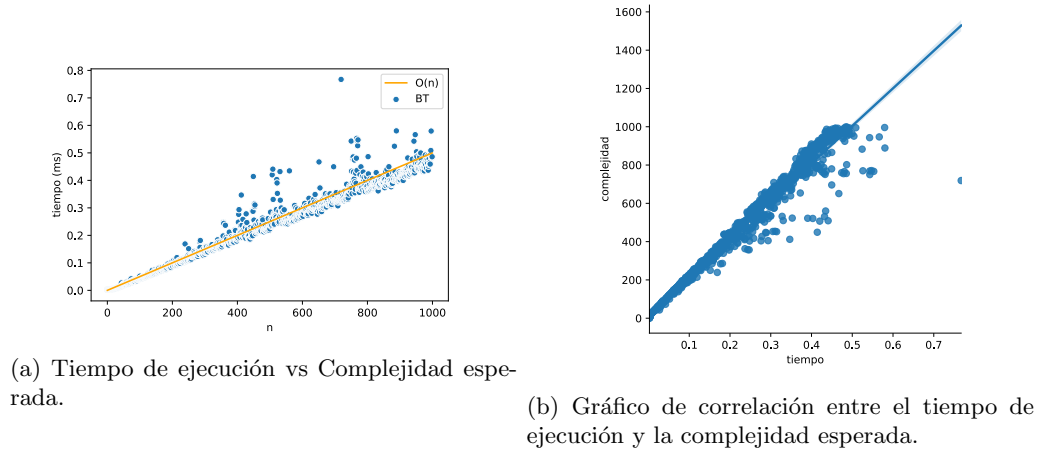 0.8
0.7
0.6
0.5
0.4
0.3
0.2
0.1
0.0
tiempo (ms)
O(n)
BT
0 200 400 600 800 1000
n
(a) Tiempo de ejecución vs Complejidad espe-
rada.
1600
1400
1200
1000
800
600
400
200
0
complejidad
0.1 0.2 0.3 0.4 0.5 0.6 0.7
tiempo
(b) Gráfico de correlación entre el tiempo de
ejecución y la complejidad esperada.